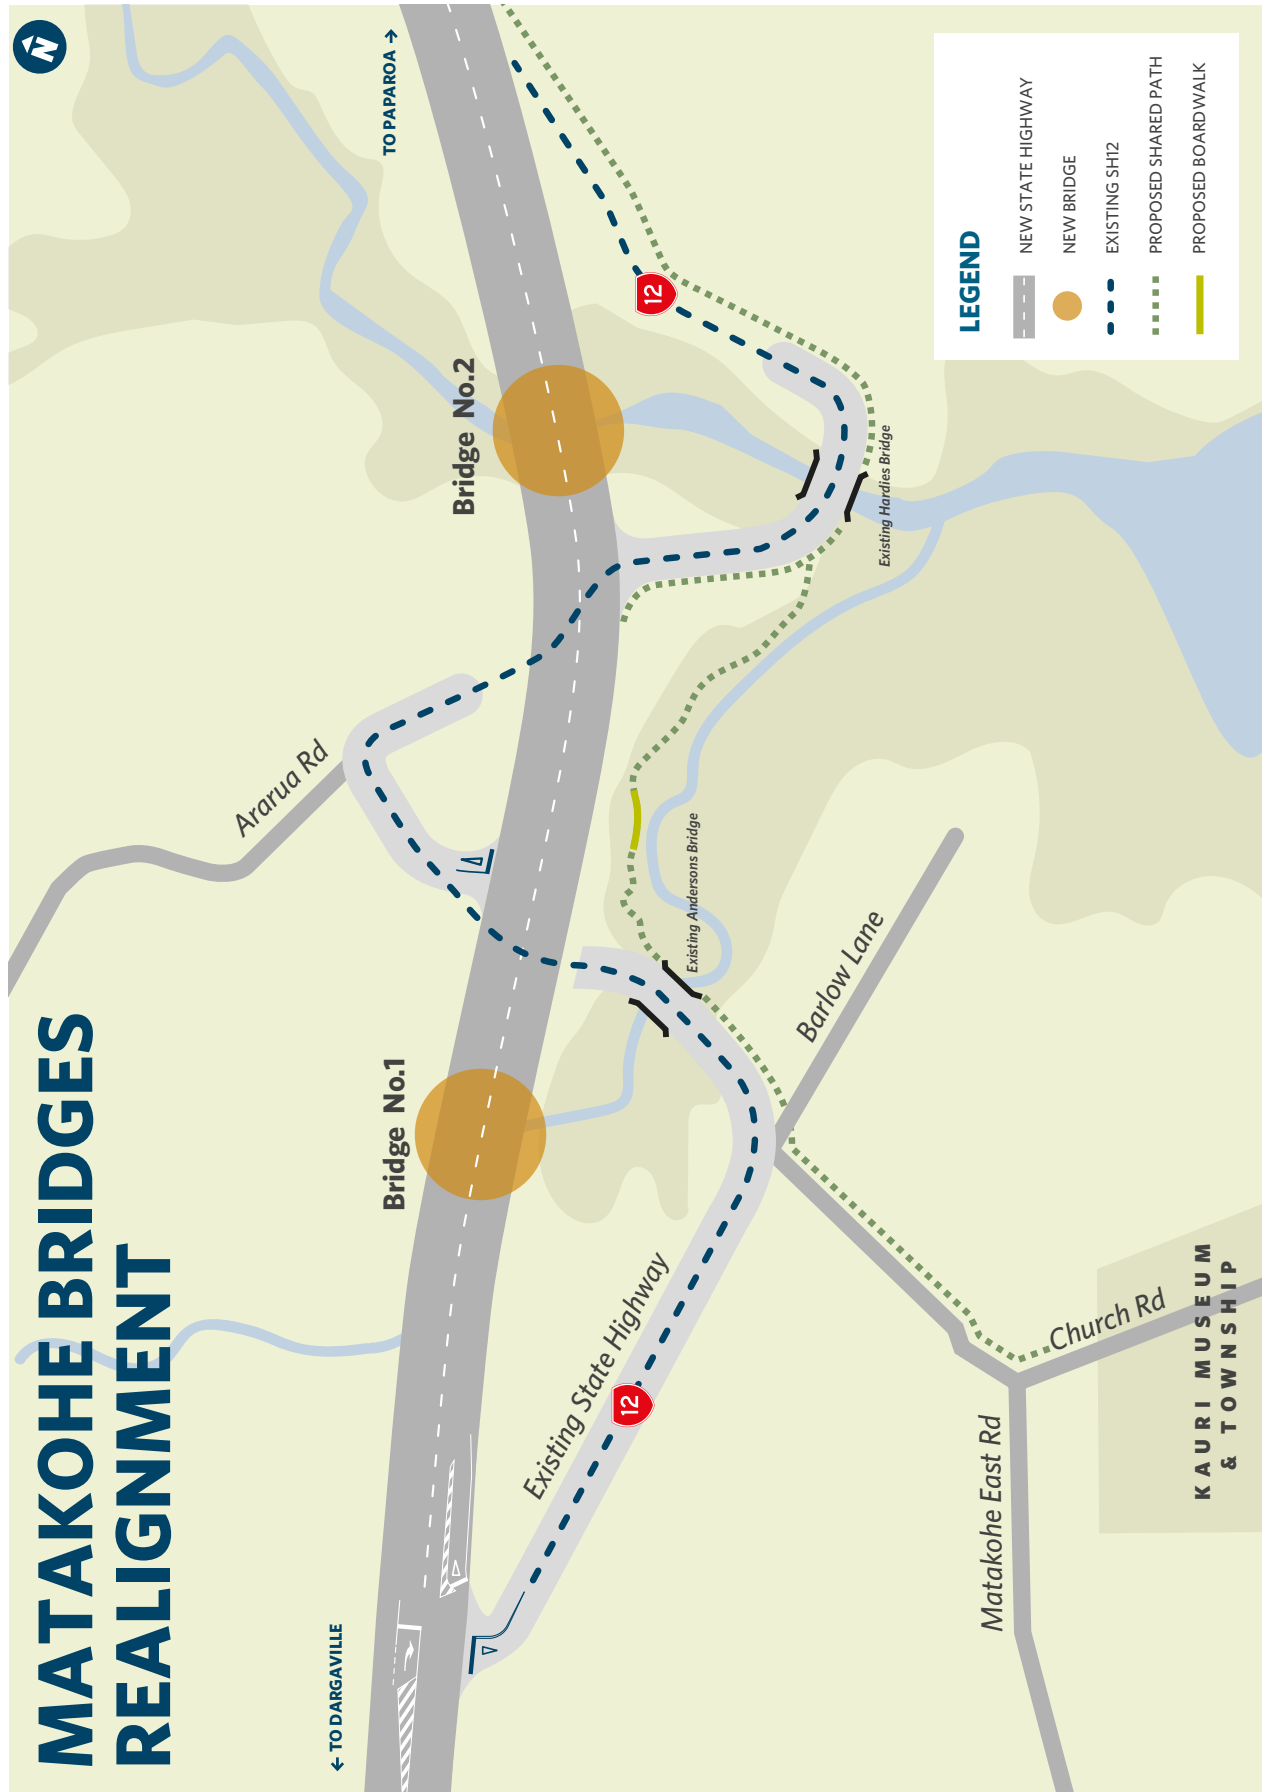 MATAKOHE BRIDGES
REALIGNMENT
N
← TO DARGAVILLE
TO PAPAROA →
Ararua Rd
Bridge No.1
Bridge No.2
Existing State Highway
12
12
Existing Andersons Bridge
Existing Hardies Bridge
Barlow Lane
Matakohe East Rd
Church Rd
KAURI MUSEUM
& TOWNSHIP
LEGEND
NEW STATE HIGHWAY
NEW BRIDGE
EXISTING SH12
PROPOSED SHARED PATH
PROPOSED BOARDWALK